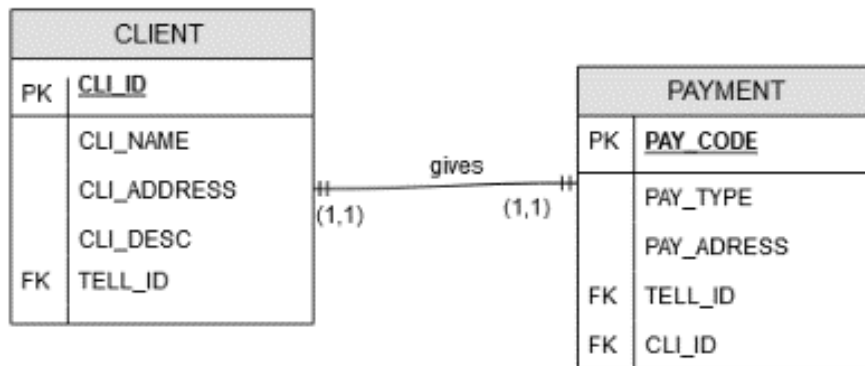 CLIENT
PK CLI_ID
CLI_NAME
CLI_ADDRESS
CLI_DESC
FK TELL_ID
gives
(1,1)
(1,1)
PAYMENT
PK PAY_CODE
PAY_TYPE
PAY_ADRESS
FK TELL_ID
FK CLI_ID